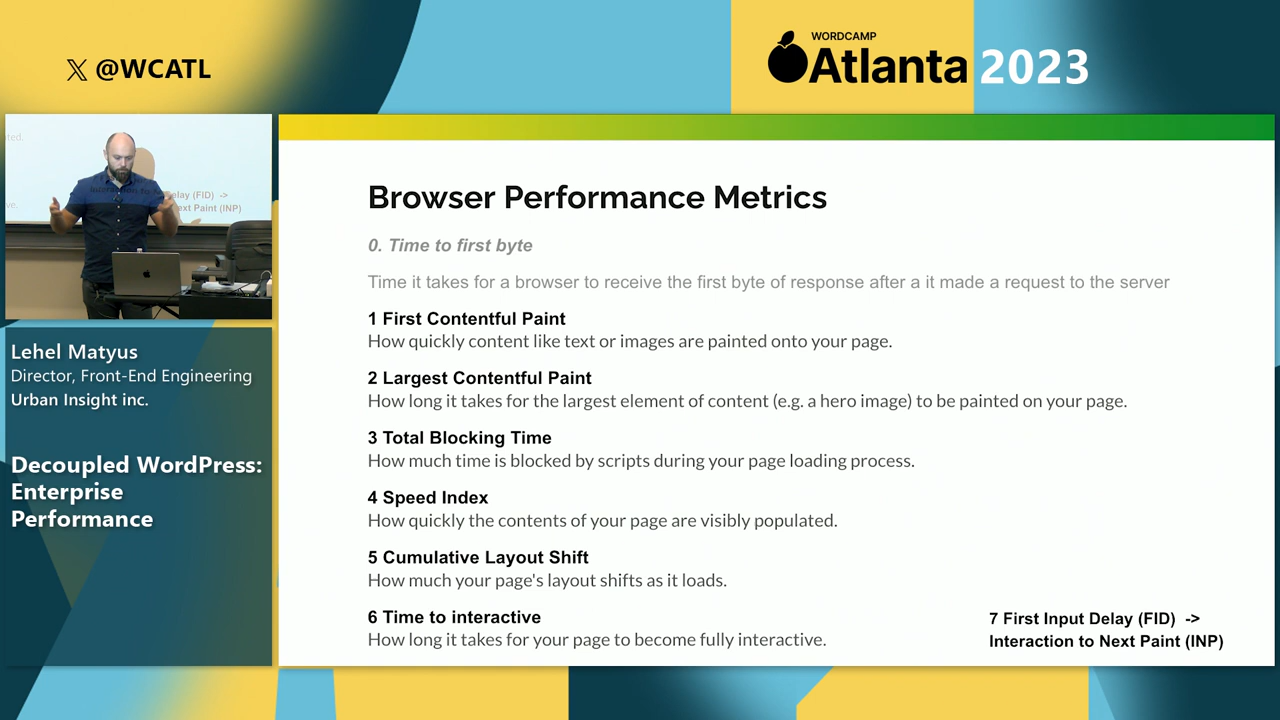 𝕏 @WCATL
WORDCAMP
Atlanta 2023
ted.
elay (FID) ->
ve.
ext Paint (INP)
Lehel Matyus
Director, Front-End Engineering
Urban Insight inc.
Decoupled WordPress:
Enterprise
Performance
Browser Performance Metrics
0. Time to first byte
Time it takes for a browser to receive the first byte of response after a it made a request to the server
1 First Contentful Paint
How quickly content like text or images are painted onto your page.
2 Largest Contentful Paint
How long it takes for the largest element of content (e.g. a hero image) to be painted on your page.
3 Total Blocking Time
How much time is blocked by scripts during your page loading process.
4 Speed Index
How quickly the contents of your page are visibly populated.
5 Cumulative Layout Shift
How much your page's layout shifts as it loads.
6 Time to interactive
How long it takes for your page to become fully interactive.
7 First Input Delay (FID) ->
Interaction to Next Paint (INP)